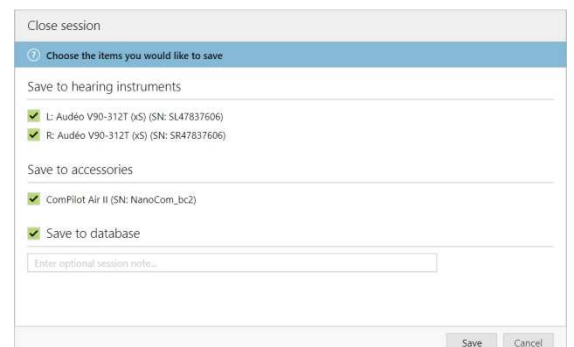 Close session
? Choose the items you would like to save
Save to hearing instruments
L: Audéo V90-312T (xS) (SN: SL47837606)
R: Audéo V90-312T (xS) (SN: SR47837606)
Save to accessories
ComPilot Air II (SN: NanoCom_bc2)
Save to database
Enter optional session note...
Save Cancel